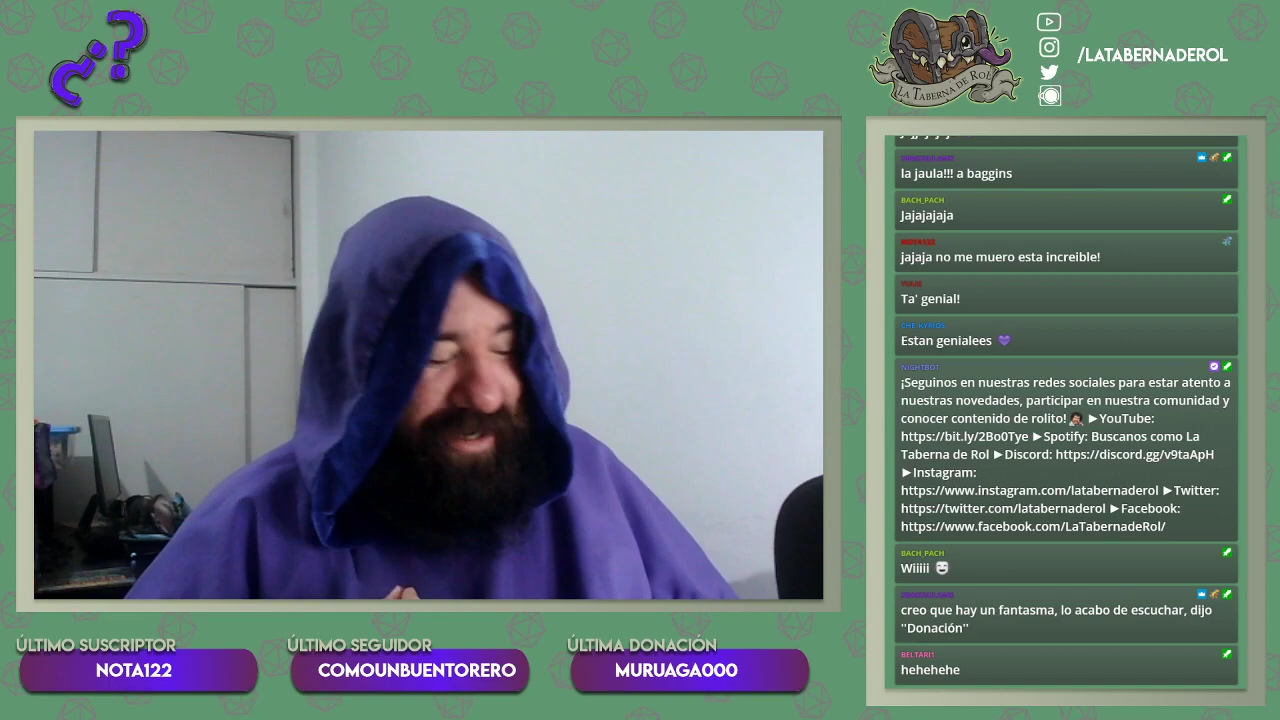 ¿?
LA TABERNA DE ROL
/LATABERNADEROL
la jaula!!! a baggins
BACH_PACH
Jajajajaja
NOTA122
jajaja no me muero esta increible!
Ta' genial!
CHEIKYRIOS
Estan genialees 💜
NIGHTBOT
¡Seguinos en nuestras redes sociales para estar atento a
nuestras novedades, participar en nuestra comunidad y
conocer contenido de rolito! ►YouTube:
https://bit.ly/2Bo0Tye ►Spotify: Buscanos como La
Taberna de Rol ►Discord: https://discord.gg/v9taApH
►Instagram:
https://www.instagram.com/latabernaderol ►Twitter:
https://twitter.com/latabernaderol ►Facebook:
https://www.facebook.com/LaTabernadeRol/
BACH_PACH
Wiiiii
creo que hay un fantasma, lo acabo de escuchar, dijo
''Donación''
BELTARI1
hehehehe
ÚLTIMO SUSCRIPTOR
NOTA122
ÚLTIMO SEGUIDOR
COMOUNBUENTORERO
ÚLTIMA DONACIÓN
MURUAGA000